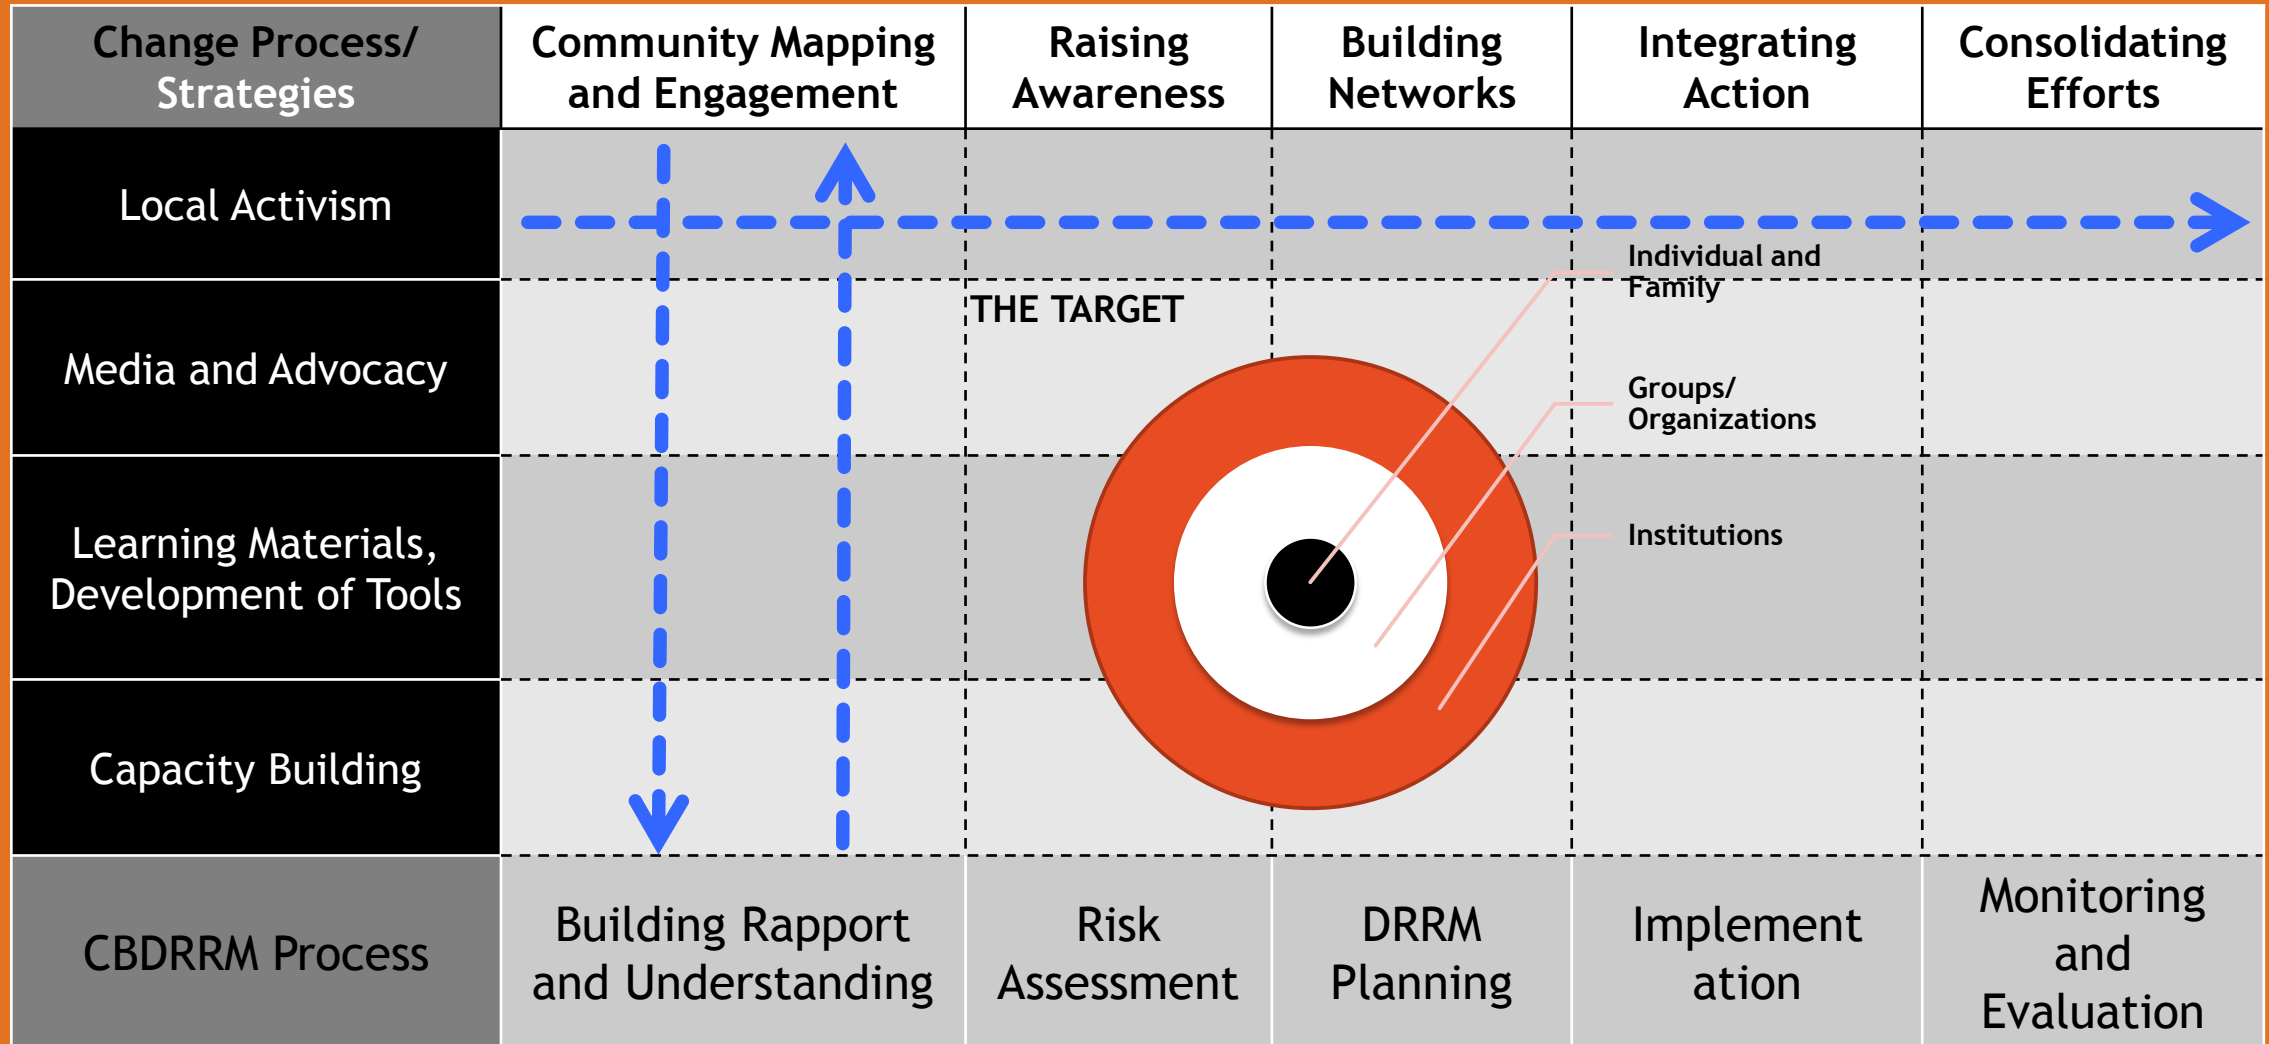 Change Process/
Strategies
Community Mapping
and Engagement
Raising
Awareness
Building
Networks
Integrating
Action
Consolidating
Efforts
Local Activism
Individual and
Family
THE TARGET
Media and Advocacy
Groups/
Organizations
Learning Materials,
Development of Tools
Institutions
Capacity Building
CBDRRM Process
Building Rapport
and Understanding
Risk
Assessment
DRRM
Planning
Implement
ation
Monitoring
and
Evaluation